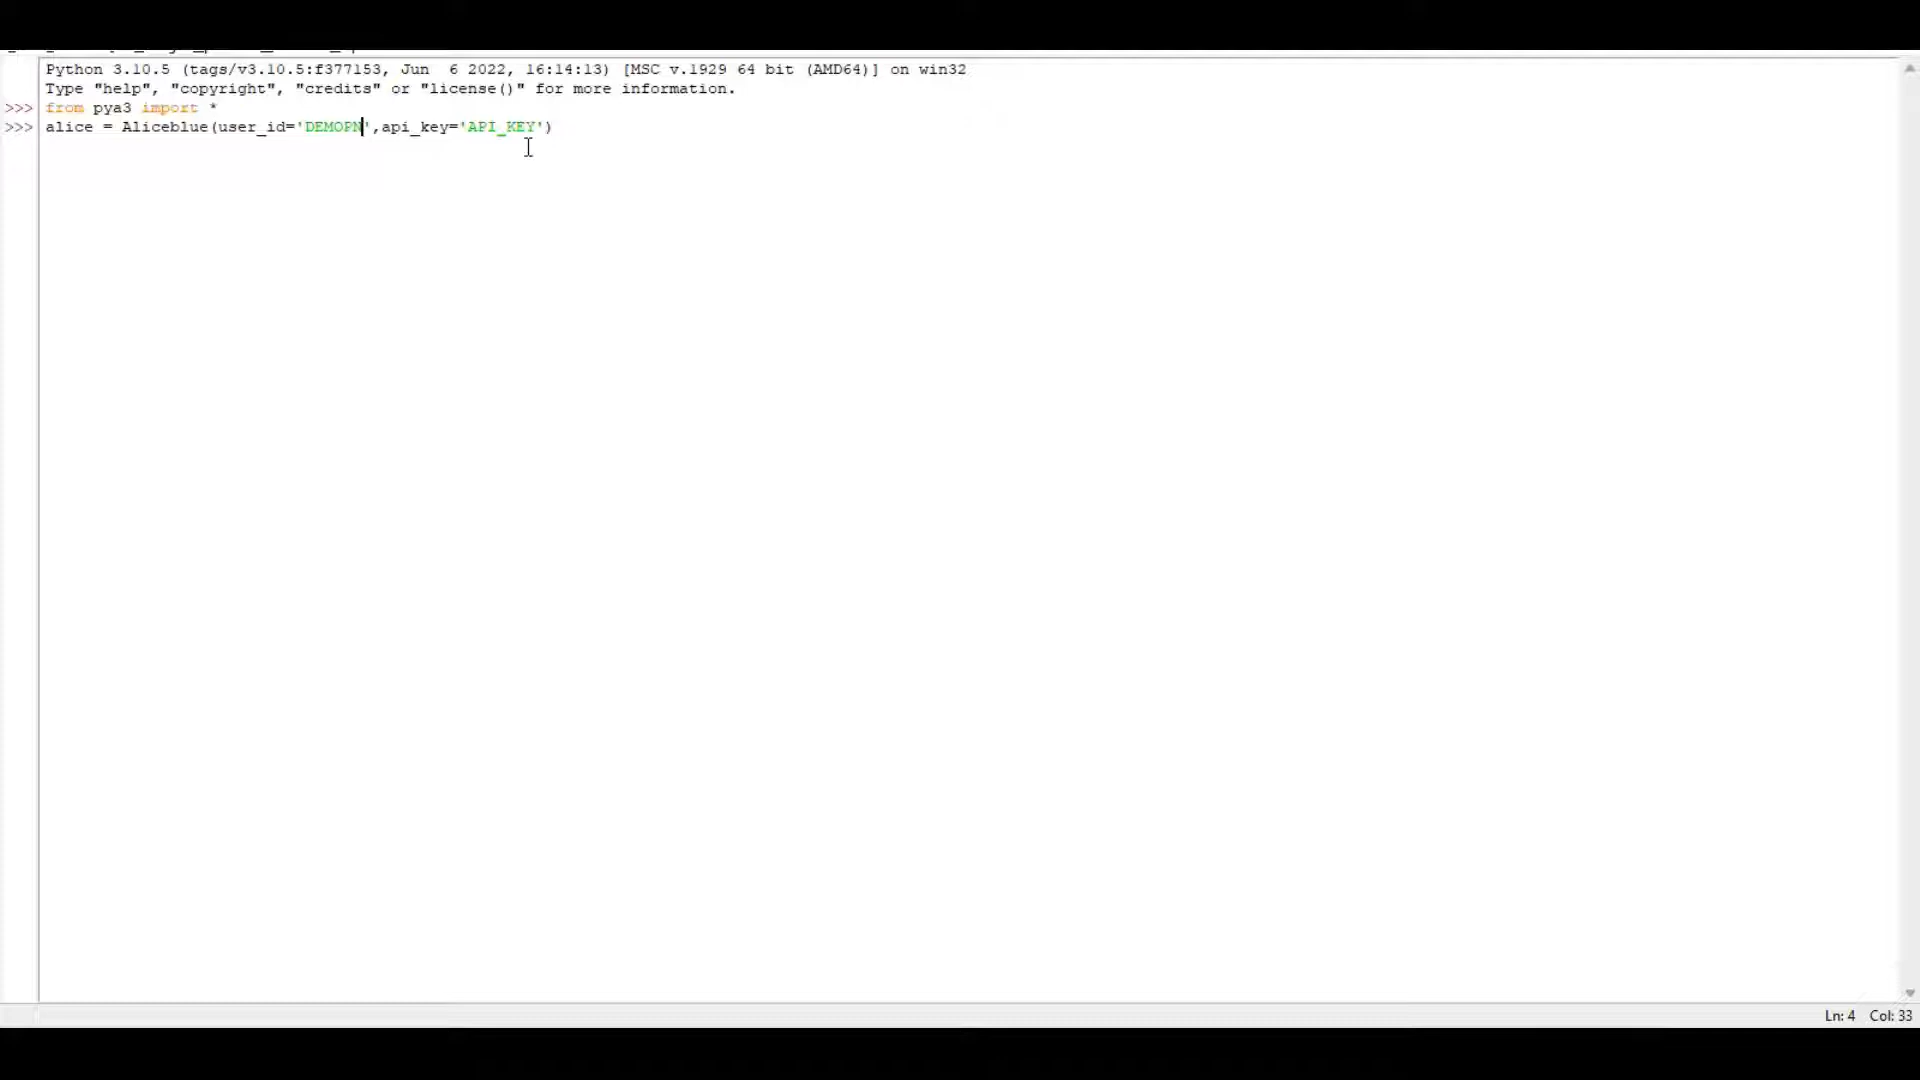 Python 3.10.5 (tags/v3.10.5:f377153, Jun  6 2022, 16:14:13) [MSC v.1929 64 bit (AMD64)] on win32
Type "help", "copyright", "credits" or "license()" for more information.
>>> from pya3 import *
>>> alice = Aliceblue(user_id='DEMOPN',api_key='API_KEY')
Ln: 4 Col: 33